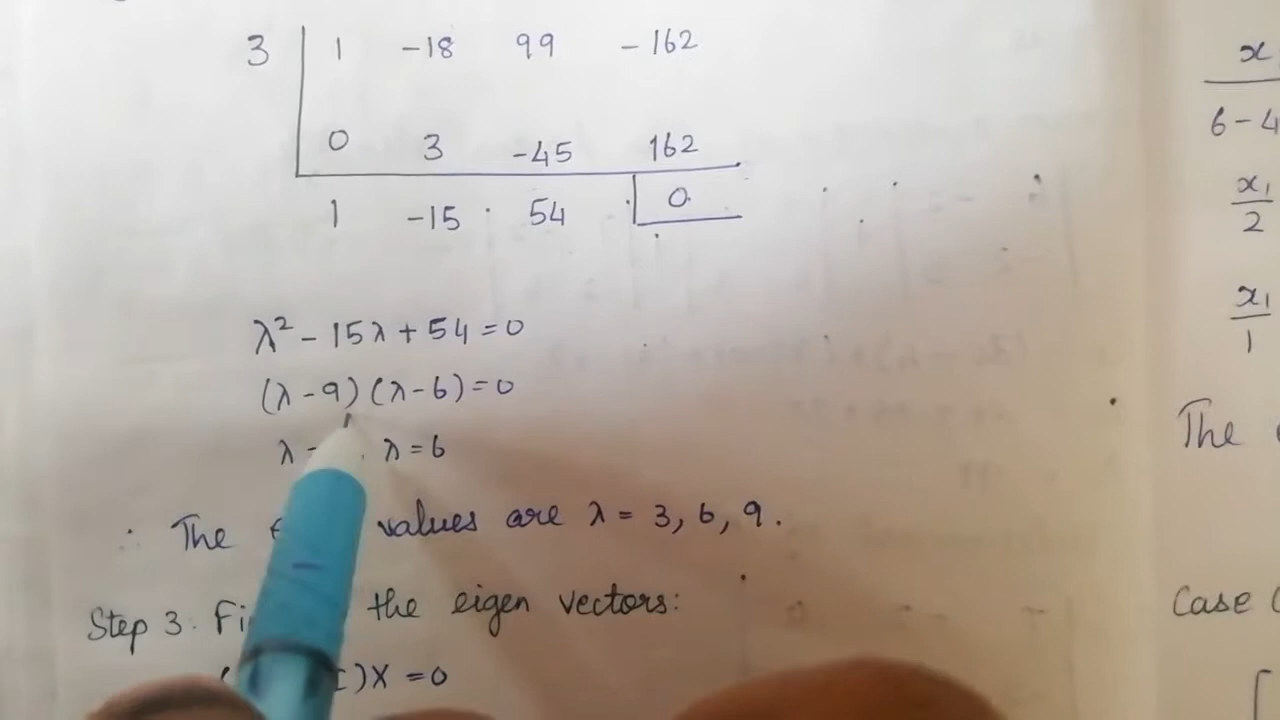 3 1 -18 99 -162
0 3 -45 162
1 -15 54 0
λ² - 15λ + 54 = 0
(λ - 9) (λ - 6) = 0
λ - λ = 6
∴ The values are λ = 3, 6, 9.
Step 3: the eigen vectors:
)X = 0
x
6 - 4
x₁
2
x₁
1
The
Case